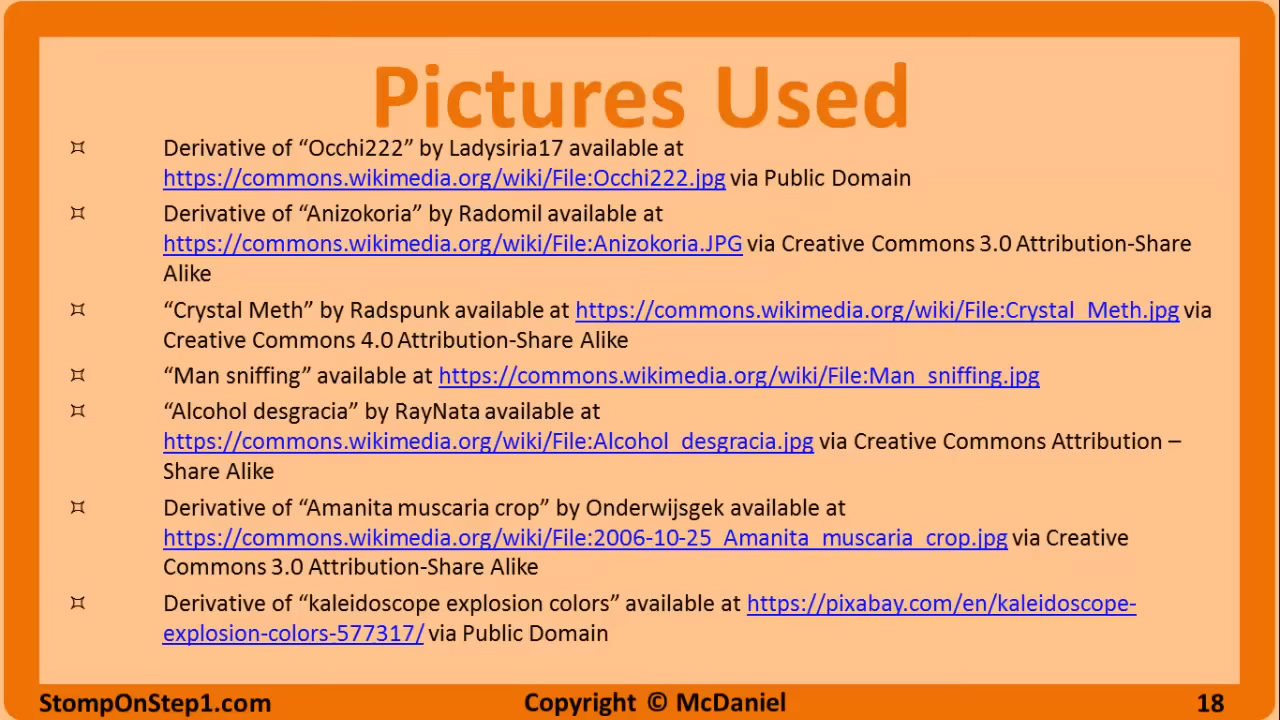 Pictures Used
¤ Derivative of “Occhi222” by Ladysiria17 available at
https://commons.wikimedia.org/wiki/File:Occhi222.jpg via Public Domain
¤ Derivative of “Anizokoria” by Radomil available at
https://commons.wikimedia.org/wiki/File:Anizokoria.JPG via Creative Commons 3.0 Attribution-Share
Alike
¤ “Crystal Meth” by Radspunk available at https://commons.wikimedia.org/wiki/File:Crystal_Meth.jpg via
Creative Commons 4.0 Attribution-Share Alike
¤ “Man sniffing” available at https://commons.wikimedia.org/wiki/File:Man_sniffing.jpg
¤ “Alcohol desgracia” by RayNata available at
https://commons.wikimedia.org/wiki/File:Alcohol_desgracia.jpg via Creative Commons Attribution –
Share Alike
¤ Derivative of “Amanita muscaria crop” by Onderwijsgek available at
https://commons.wikimedia.org/wiki/File:2006-10-25_Amanita_muscaria_crop.jpg via Creative
Commons 3.0 Attribution-Share Alike
¤ Derivative of “kaleidoscope explosion colors” available at https://pixabay.com/en/kaleidoscope-
explosion-colors-577317/ via Public Domain
StompOnStep1.com Copyright © McDaniel 18